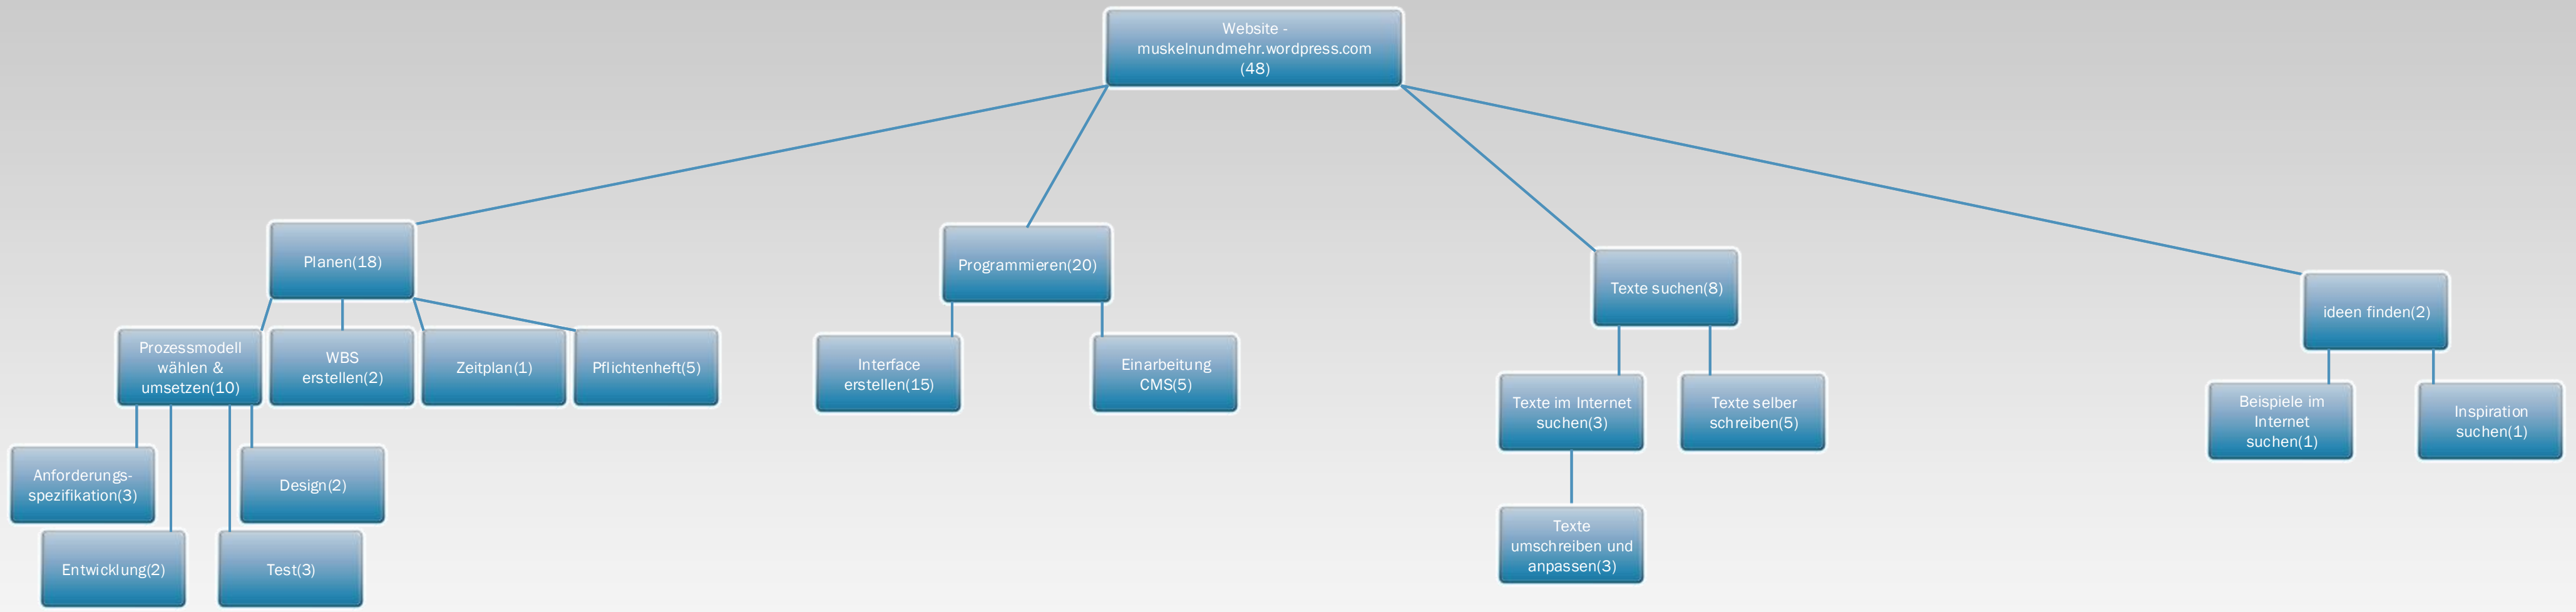 Website -
muskelnundmehr.wordpress.com
(48)
Planen(18)
Programmieren(20)
Texte suchen(8)
ideen finden(2)
Prozessmodell
wählen &
umsetzen(10)
WBS
erstellen(2)
Zeitplan(1)
Pflichtenheft(5)
Interface
erstellen(15)
Einarbeitung
CMS(5)
Texte im Internet
suchen(3)
Texte selber
schreiben(5)
Beispiele im
Internet
suchen(1)
Inspiration
suchen(1)
Anforderungs-
spezifikation(3)
Design(2)
Entwicklung(2)
Test(3)
Texte
umschreiben und
anpassen(3)